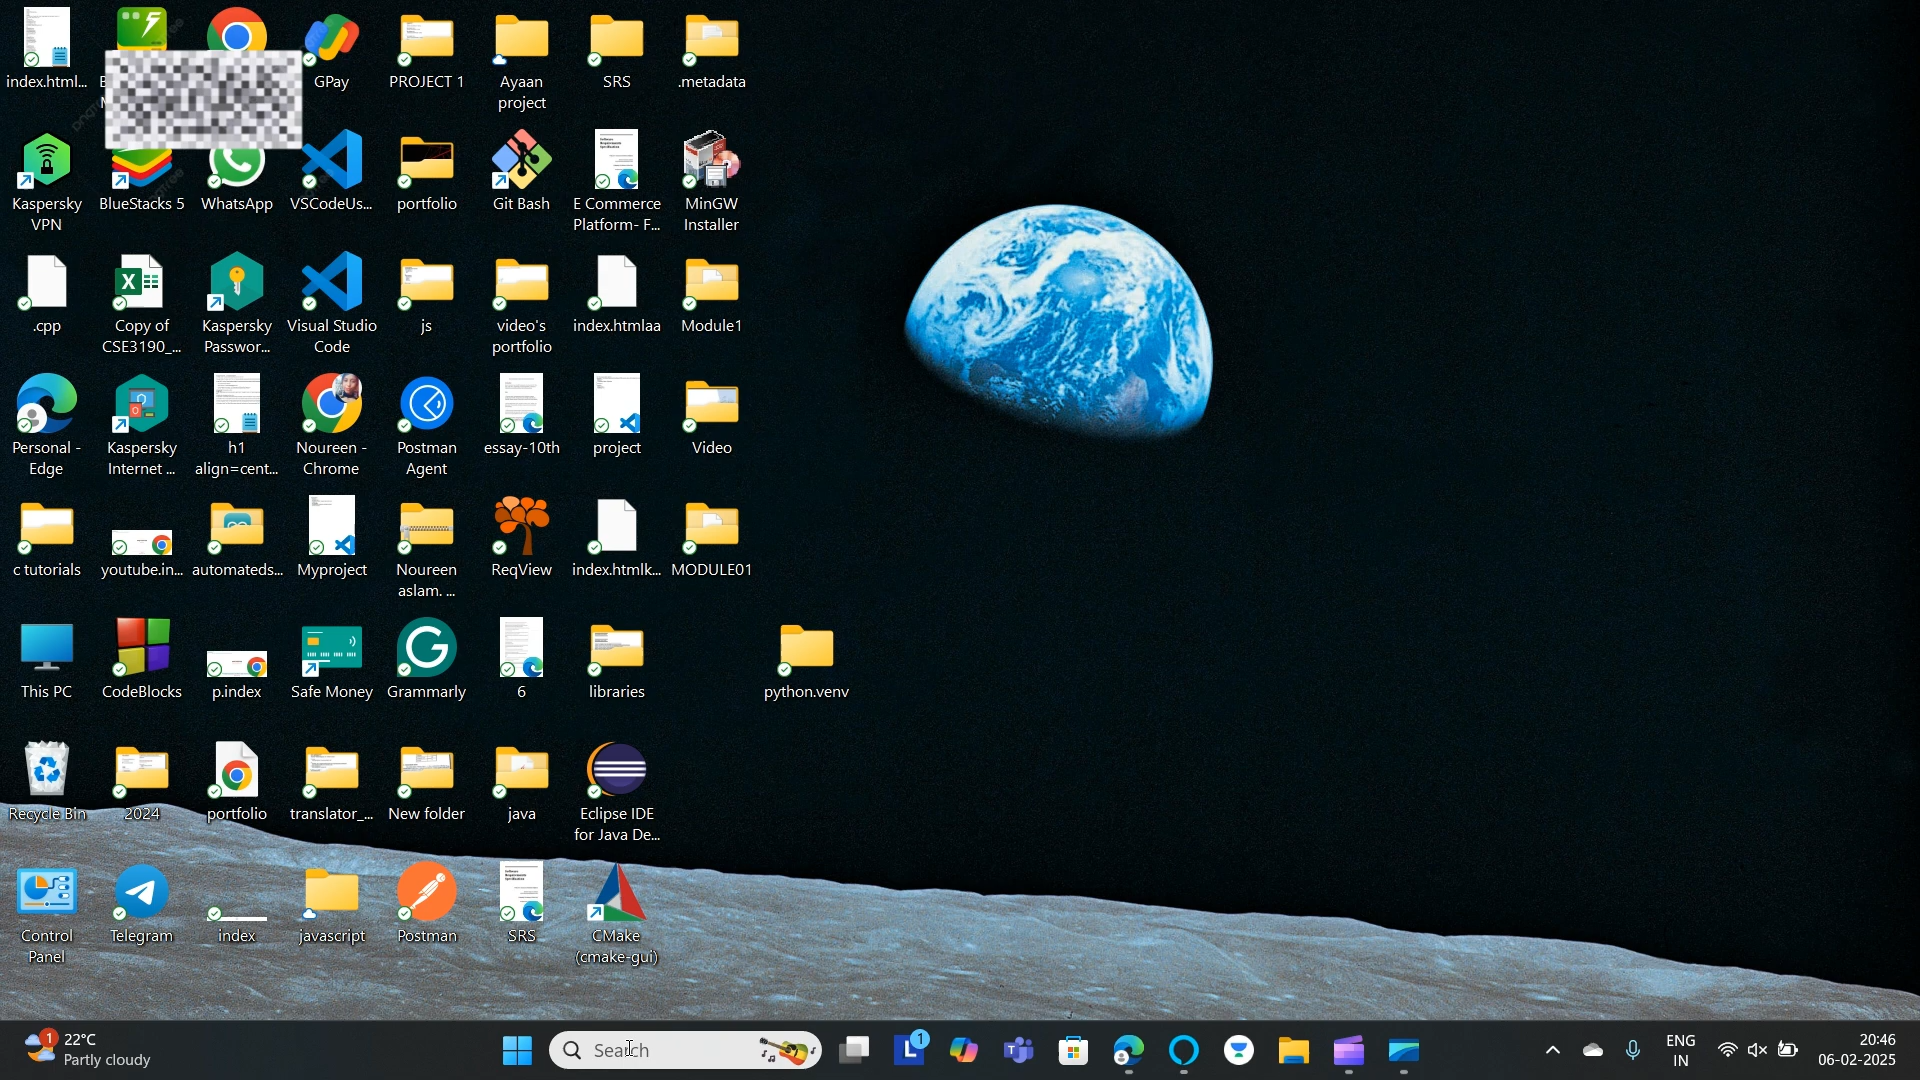 index.html...
GPay
PROJECT 1
Ayaan
project
SRS
.metadata
Kaspersky
VPN
BlueStacks 5
WhatsApp
VSCodeUs...
portfolio
Git Bash
E Commerce
Platform- F...
MinGW
Installer
.cpp
Copy of
CSE3190_...
Kaspersky
Passwor...
Visual Studio
Code
js
video's
portfolio
index.htmlaa
Module1
Personal -
Edge
Kaspersky
Internet ...
h1
align=cent...
Noureen -
Chrome
Postman
Agent
essay-10th
project
Video
c tutorials
youtube.in...
automateds...
Myproject
Noureen
aslam. ...
ReqView
index.htmlk...
MODULE01
This PC
CodeBlocks
p.index
Safe Money
Grammarly
6
libraries
python.venv
Recycle Bin
2024
portfolio
translator_...
New folder
java
Eclipse IDE
for Java De...
Control
Panel
Telegram
index
javascript
Postman
SRS
CMake
(cmake-gui)
1
22°C
Partly cloudy
Search
L
1
ENG
IN
20:46
06-02-2025